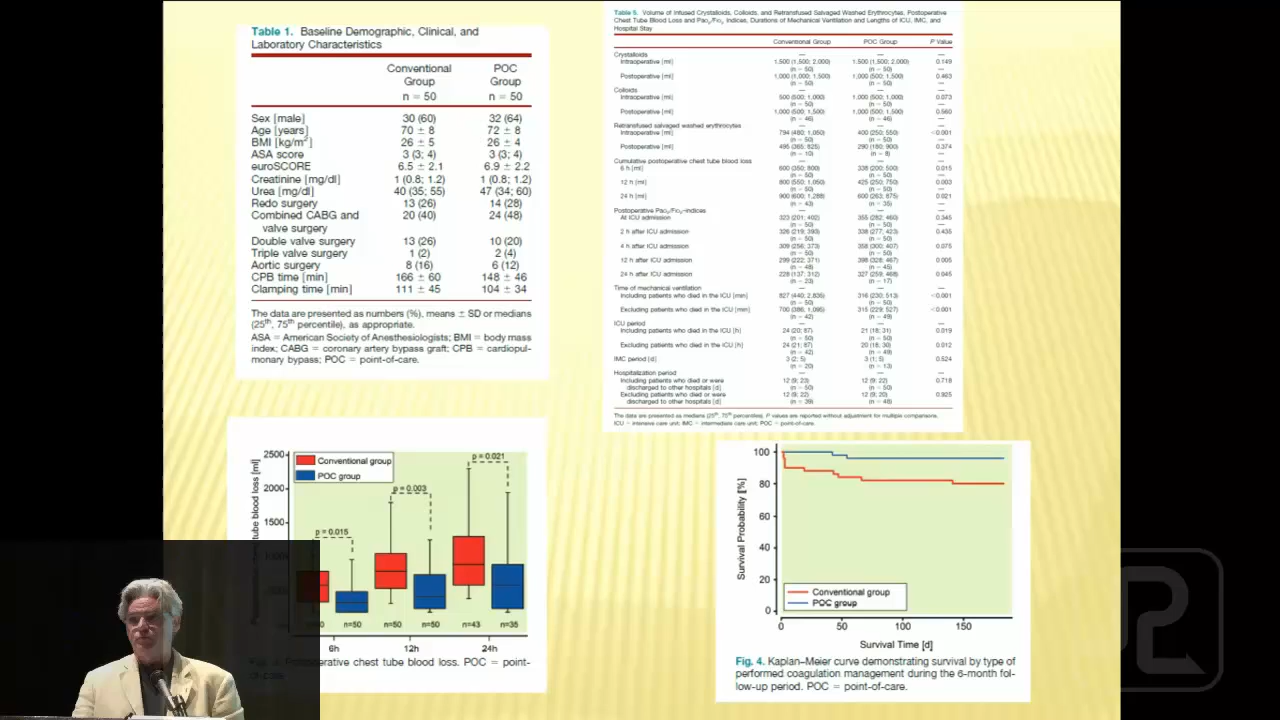 Table 1. Baseline Demographic, Clinical, and
Laboratory Characteristics
Conventional POC
Group Group
n = 50 n = 50
Sex [male] 30 (60) 32 (64)
Age [years] 70 ± 8 72 ± 8
BMI [kg/m2] 26 ± 5 26 ± 4
ASA score 3 (3; 4) 3 (3; 4)
euroSCORE 6.5 ± 2.1 6.9 ± 2.2
Creatinine [mg/dl] 1 (0.8; 1.2) 1 (0.8; 1.2)
Urea [mg/dl] 40 (35; 55) 47 (34; 60)
Redo surgery 13 (26) 14 (28)
Combined CABG and 20 (40) 24 (48)
valve surgery
Double valve surgery 13 (26) 10 (20)
Triple valve surgery 1 (2) 2 (4)
Aortic surgery 8 (16) 6 (12)
CPB time [min] 166 ± 60 148 ± 46
Clamping time [min] 111 ± 45 104 ± 34
The data are presented as numbers (%), means ± SD or medians
(25th, 75th percentile), as appropriate.
ASA = American Society of Anesthesiologists; BMI = body mass
index; CABG = coronary artery bypass graft; CPB = cardiopul-
monary bypass; POC = point-of-care.
Table 5. Volume of Infused Crystalloids, Colloids, and Retransfused Salvaged Washed Erythrocytes, Postoperative
Chest Tube Blood Loss and PaO2/FiO2 Indices, Durations of Mechanical Ventilation and Lengths of ICU, IMC, and
Hospital Stay
Conventional Group POC Group P Value
Crystalloids — — —
Intraoperative [ml] 1,500 (1,500; 2,000) 1,500 (1,500; 2,000) 0.149
(n = 50) (n = 50) —
Postoperative [ml] 1,000 (1,000; 1,500) 1,000 (500; 1,500) 0.463
(n = 50) (n = 50) —
Colloids — — —
Intraoperative [ml] 500 (500; 1,000) 1,000 (500; 1,000) 0.073
(n = 50) (n = 50) —
Postoperative [ml] 1,000 (500; 1,500) 1,000 (500; 1,500) 0.560
(n = 46) (n = 46) —
Retransfused salvaged washed erythrocytes — — —
Intraoperative [ml] 794 (480; 1,050) 400 (250; 550) <0.001
(n = 50) (n = 50) —
Postoperative [ml] 495 (365; 825) 290 (160; 900) 0.374
(n = 10) (n = 8) —
Cumulative postoperative chest tube blood loss — — —
6 h [ml] 600 (350; 800) 338 (200; 500) 0.015
(n = 50) (n = 50) —
12 h [ml] 800 (550; 1,050) 425 (250; 750) 0.003
(n = 50) (n = 50) —
24 h [ml] 900 (600; 1,288) 600 (263; 875) 0.021
(n = 43) (n = 35) —
Postoperative PaO2/FiO2-indices — — —
At ICU admission 323 (201; 402) 355 (282; 460) 0.345
(n = 50) (n = 50) —
2 h after ICU admission 326 (219; 393) 338 (277; 423) 0.435
(n = 50) (n = 50) —
4 h after ICU admission 309 (256; 373) 358 (300; 407) 0.075
(n = 50) (n = 50) —
12 h after ICU admission 299 (222; 371) 398 (328; 467) 0.005
(n = 48) (n = 45) —
24 h after ICU admission 228 (137; 312) 327 (259; 468) 0.045
(n = 23) (n = 17) —
Time of mechanical ventilation — — —
Including patients who died in the ICU [min] 827 (440; 2,835) 316 (230; 513) <0.001
(n = 50) (n = 50) —
Excluding patients who died in the ICU [min] 700 (386; 1,095) 315 (229; 527) <0.001
(n = 42) (n = 49) —
ICU period — — —
Including patients who died in the ICU [h] 24 (20; 87) 21 (18; 31) 0.019
(n = 50) (n = 50) —
Excluding patients who died in the ICU [h] 24 (21; 87) 20 (18; 30) 0.012
(n = 42) (n = 49) —
IMC period [d] 3 (2; 5) 3 (1; 5) 0.524
(n = 20) (n = 13) —
Hospitalization period — — —
Including patients who died or were 12 (9; 23) 12 (9; 22) 0.718
discharged to other hospitals [d] (n = 50) (n = 50) —
Excluding patients who died or were 12 (9; 22) 12 (9; 20) 0.925
discharged to other hospitals [d] (n = 39) (n = 48) —
The data are presented as medians (25th, 75th percentiles). P values are reported without adjustment for multiple comparisons.
ICU = intensive care unit; IMC = intermediate care unit; POC = point-of-care.
2500
2000
1500
tube blood loss [ml]
Conventional group
POC group
p = 0.015
p = 0.003
p = 0.021
n=50 n=50 n=50 n=43 n=35
6h 12h 24h
chest tube blood loss. POC = point-
of-care.
100
80
60
40
20
0
Survival Probability [%]
Conventional group
POC group
0 50 100 150
Survival Time [d]
Fig. 4. Kaplan–Meier curve demonstrating survival by type of
performed coagulation management during the 6-month fol-
low-up period. POC = point-of-care.